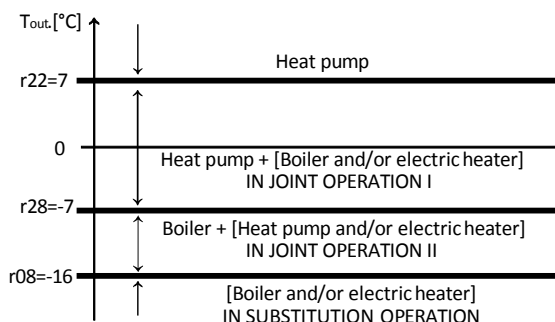 Tout.[°C]
Heat pump
r22=7
0
Heat pump + [Boiler and/or electric heater]
IN JOINT OPERATION I
r28=-7
Boiler + [Heat pump and/or electric heater]
IN JOINT OPERATION II
r08=-16
[Boiler and/or electric heater]
IN SUBSTITUTION OPERATION